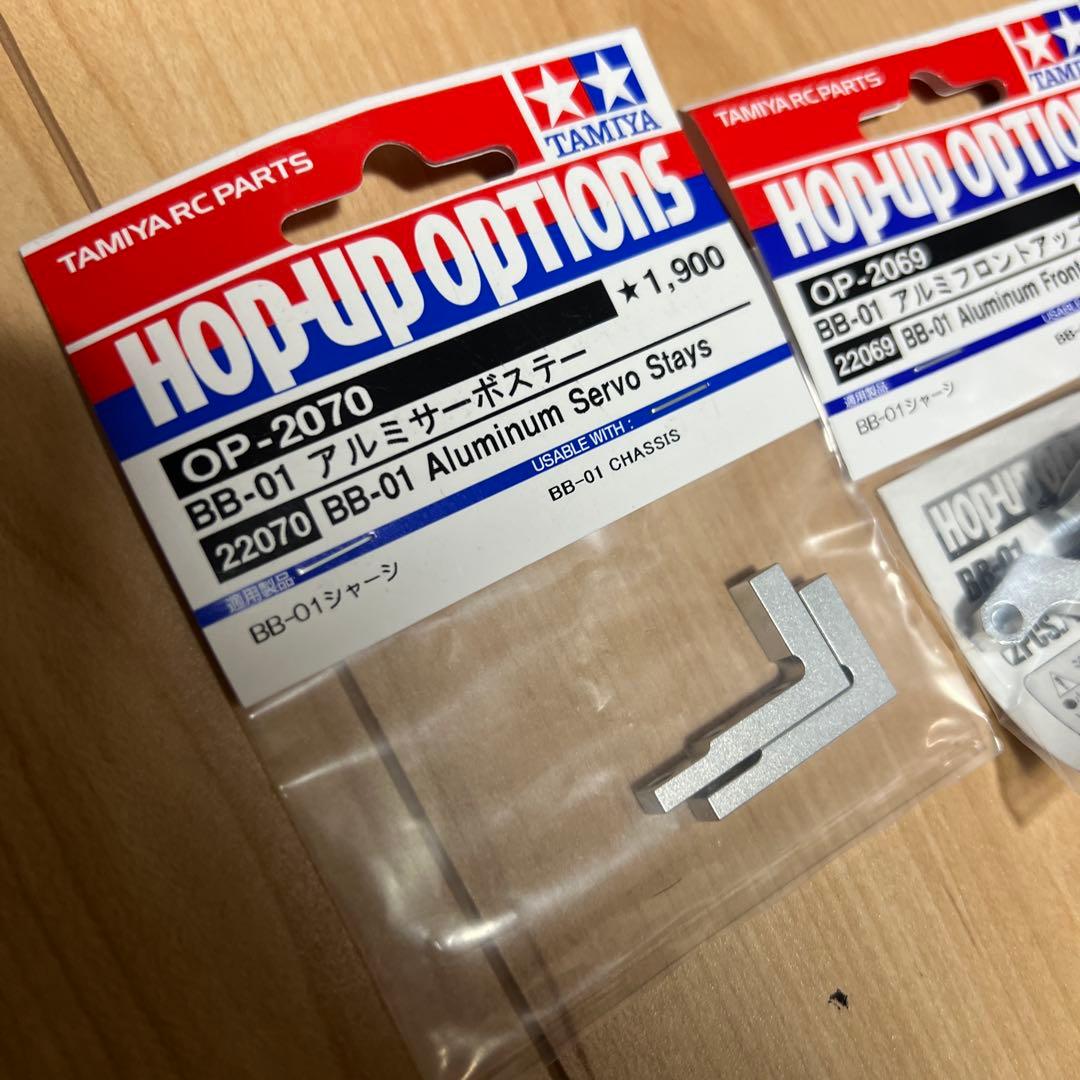 TAMIYA RC PARTS
TAMIYA
HOP-UP OPTIONS
OP-2070
★1,900
BB-01 アルミサーボステー
22070 BB-01 Aluminum Servo Stays
適用製品
USABLE WITH :
BB-01シャーシ
BB-01 CHASSIS
TAMIYA RC PARTS
TAMIYA
HOP-UP OPTIO
OP-2069
BB-01 アルミフロントアップ
22069 BB-01 Aluminum Front
適用製品
USABL
BB-01シャーシ
BB-
HOP-UP
BB-01